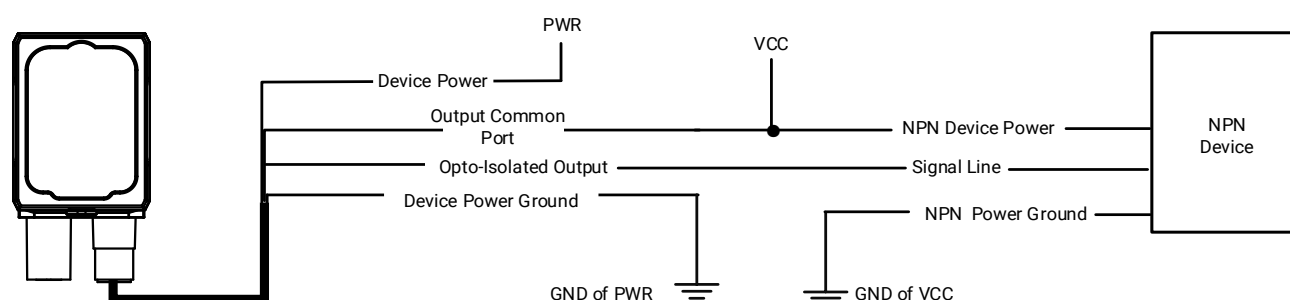 PWR
VCC
Device Power
Output Common
Port
NPN Device Power
NPN
Device
Opto-Isolated Output
Signal Line
Device Power Ground
NPN Power Ground
GND of PWR
GND of VCC